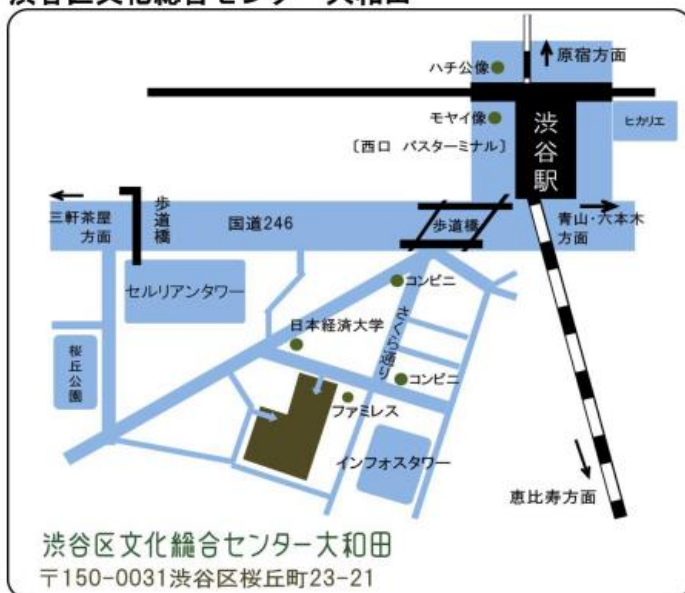 渋谷区文化総合センター大和田
原宿方面
ハチ公像
モヤイ像
〔西口 バスターミナル〕
渋谷駅
ヒカリエ
三軒茶屋
方面
歩道橋
国道246
歩道橋
青山・六本木
方面
セルリアンタワー
コンビニ
日本経済大学
さくら通り
桜丘公園
コンビニ
ファミレス
インフォスタワー
恵比寿方面
渋谷区文化総合センター大和田
〒150-0031渋谷区桜丘町23-21